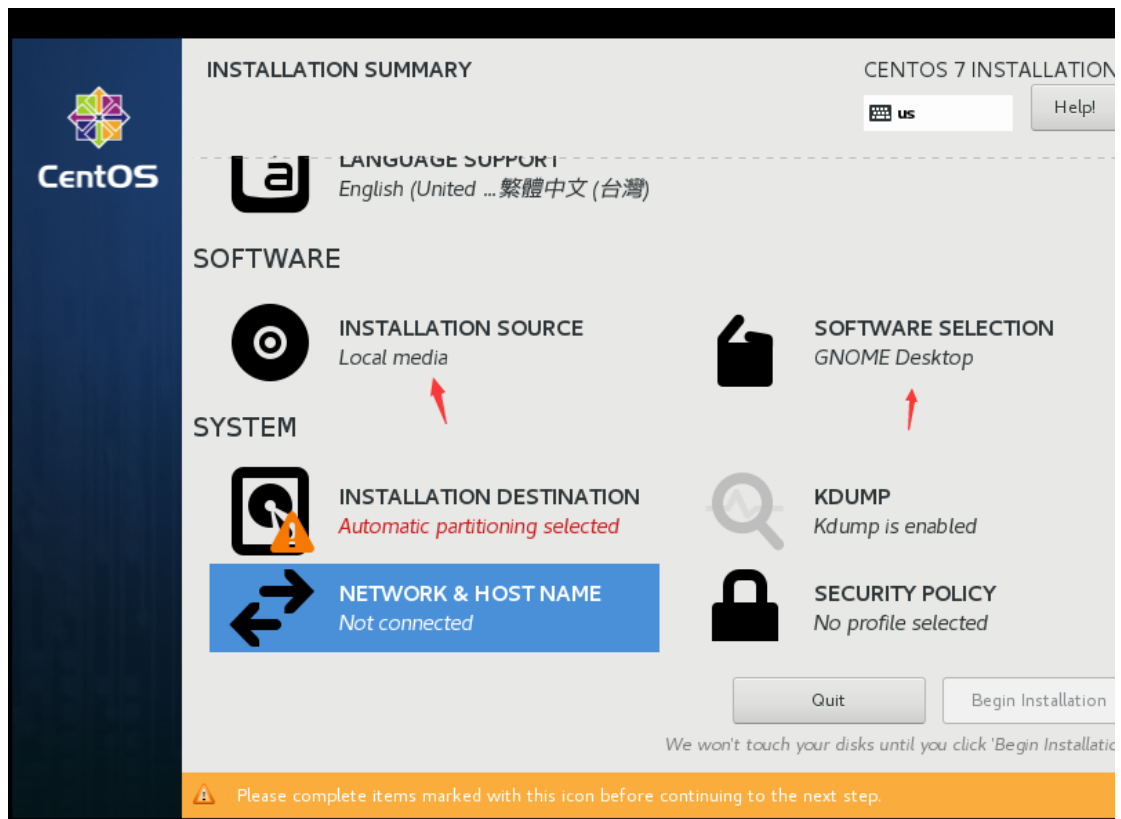 INSTALLATION SUMMARY
CENTOS 7 INSTALLATION
us
Help!
CentOS
a
LANGUAGE SUPPORT
English (United ...繁體中文 (台灣)
SOFTWARE
INSTALLATION SOURCE
Local media
SOFTWARE SELECTION
GNOME Desktop
SYSTEM
INSTALLATION DESTINATION
Automatic partitioning selected
KDUMP
Kdump is enabled
NETWORK & HOST NAME
Not connected
SECURITY POLICY
No profile selected
Quit
Begin Installation
We won't touch your disks until you click 'Begin Installatio
Please complete items marked with this icon before continuing to the next step.